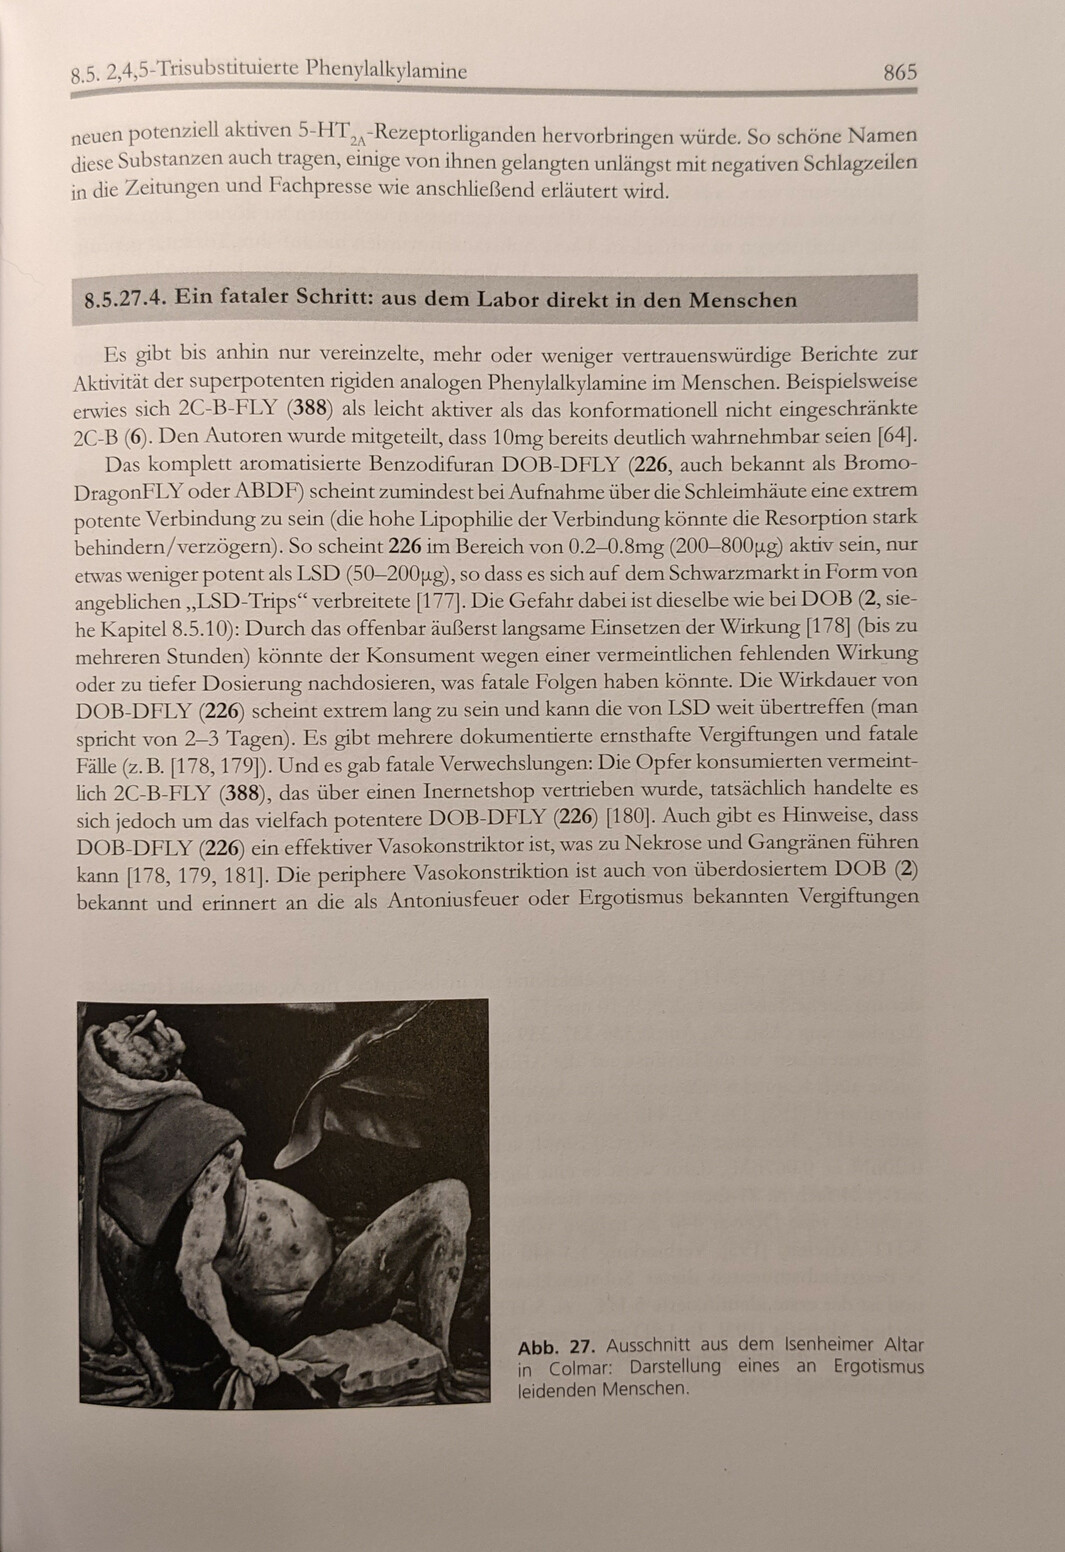 8.5. 2,4,5-Trisubstituierte Phenylalkylamine 865
neuen potenziell aktiven 5-HT2A-Rezeptorliganden hervorbringen würde. So schöne Namen
diese Substanzen auch tragen, einige von ihnen gelangten unlängst mit negativen Schlagzeilen
in die Zeitungen und Fachpresse wie anschließend erläutert wird.
8.5.27.4. Ein fataler Schritt: aus dem Labor direkt in den Menschen
Es gibt bis anhin nur vereinzelte, mehr oder weniger vertrauenswürdige Berichte zur
Aktivität der superpotenten rigiden analogen Phenylalkylamine im Menschen. Beispielsweise
erwies sich 2C-B-FLY (388) als leicht aktiver als das konformationell nicht eingeschränkte
2C-B (6). Den Autoren wurde mitgeteilt, dass 10mg bereits deutlich wahrnehmbar seien [64].
Das komplett aromatisierte Benzodifuran DOB-DFLY (226, auch bekannt als Bromo-
DragonFLY oder ABDF) scheint zumindest bei Aufnahme über die Schleimhäute eine extrem
potente Verbindung zu sein (die hohe Lipophilie der Verbindung könnte die Resorption stark
behindern/verzögern). So scheint 226 im Bereich von 0.2–0.8mg (200–800µg) aktiv sein, nur
etwas weniger potent als LSD (50–200µg), so dass es sich auf dem Schwarzmarkt in Form von
angeblichen „LSD-Trips“ verbreitete [177]. Die Gefahr dabei ist dieselbe wie bei DOB (2, sie-
he Kapitel 8.5.10): Durch das offenbar äußerst langsame Einsetzen der Wirkung [178] (bis zu
mehreren Stunden) könnte der Konsument wegen einer vermeintlichen fehlenden Wirkung
oder zu tiefer Dosierung nachdosieren, was fatale Folgen haben könnte. Die Wirkdauer von
DOB-DFLY (226) scheint extrem lang zu sein und kann die von LSD weit übertreffen (man
spricht von 2–3 Tagen). Es gibt mehrere dokumentierte ernsthafte Vergiftungen und fatale
Fälle (z. B. [178, 179]). Und es gab fatale Verwechslungen: Die Opfer konsumierten vermeint-
lich 2C-B-FLY (388), das über einen Inernetshop vertrieben wurde, tatsächlich handelte es
sich jedoch um das vielfach potentere DOB-DFLY (226) [180]. Auch gibt es Hinweise, dass
DOB-DFLY (226) ein effektiver Vasokonstriktor ist, was zu Nekrose und Gangränen führen
kann [178, 179, 181]. Die periphere Vasokonstriktion ist auch von überdosiertem DOB (2)
bekannt und erinnert an die als Antoniusfeuer oder Ergotismus bekannten Vergiftungen
Abb. 27. Ausschnitt aus dem Isenheimer Altar
in Colmar: Darstellung eines an Ergotismus
leidenden Menschen.